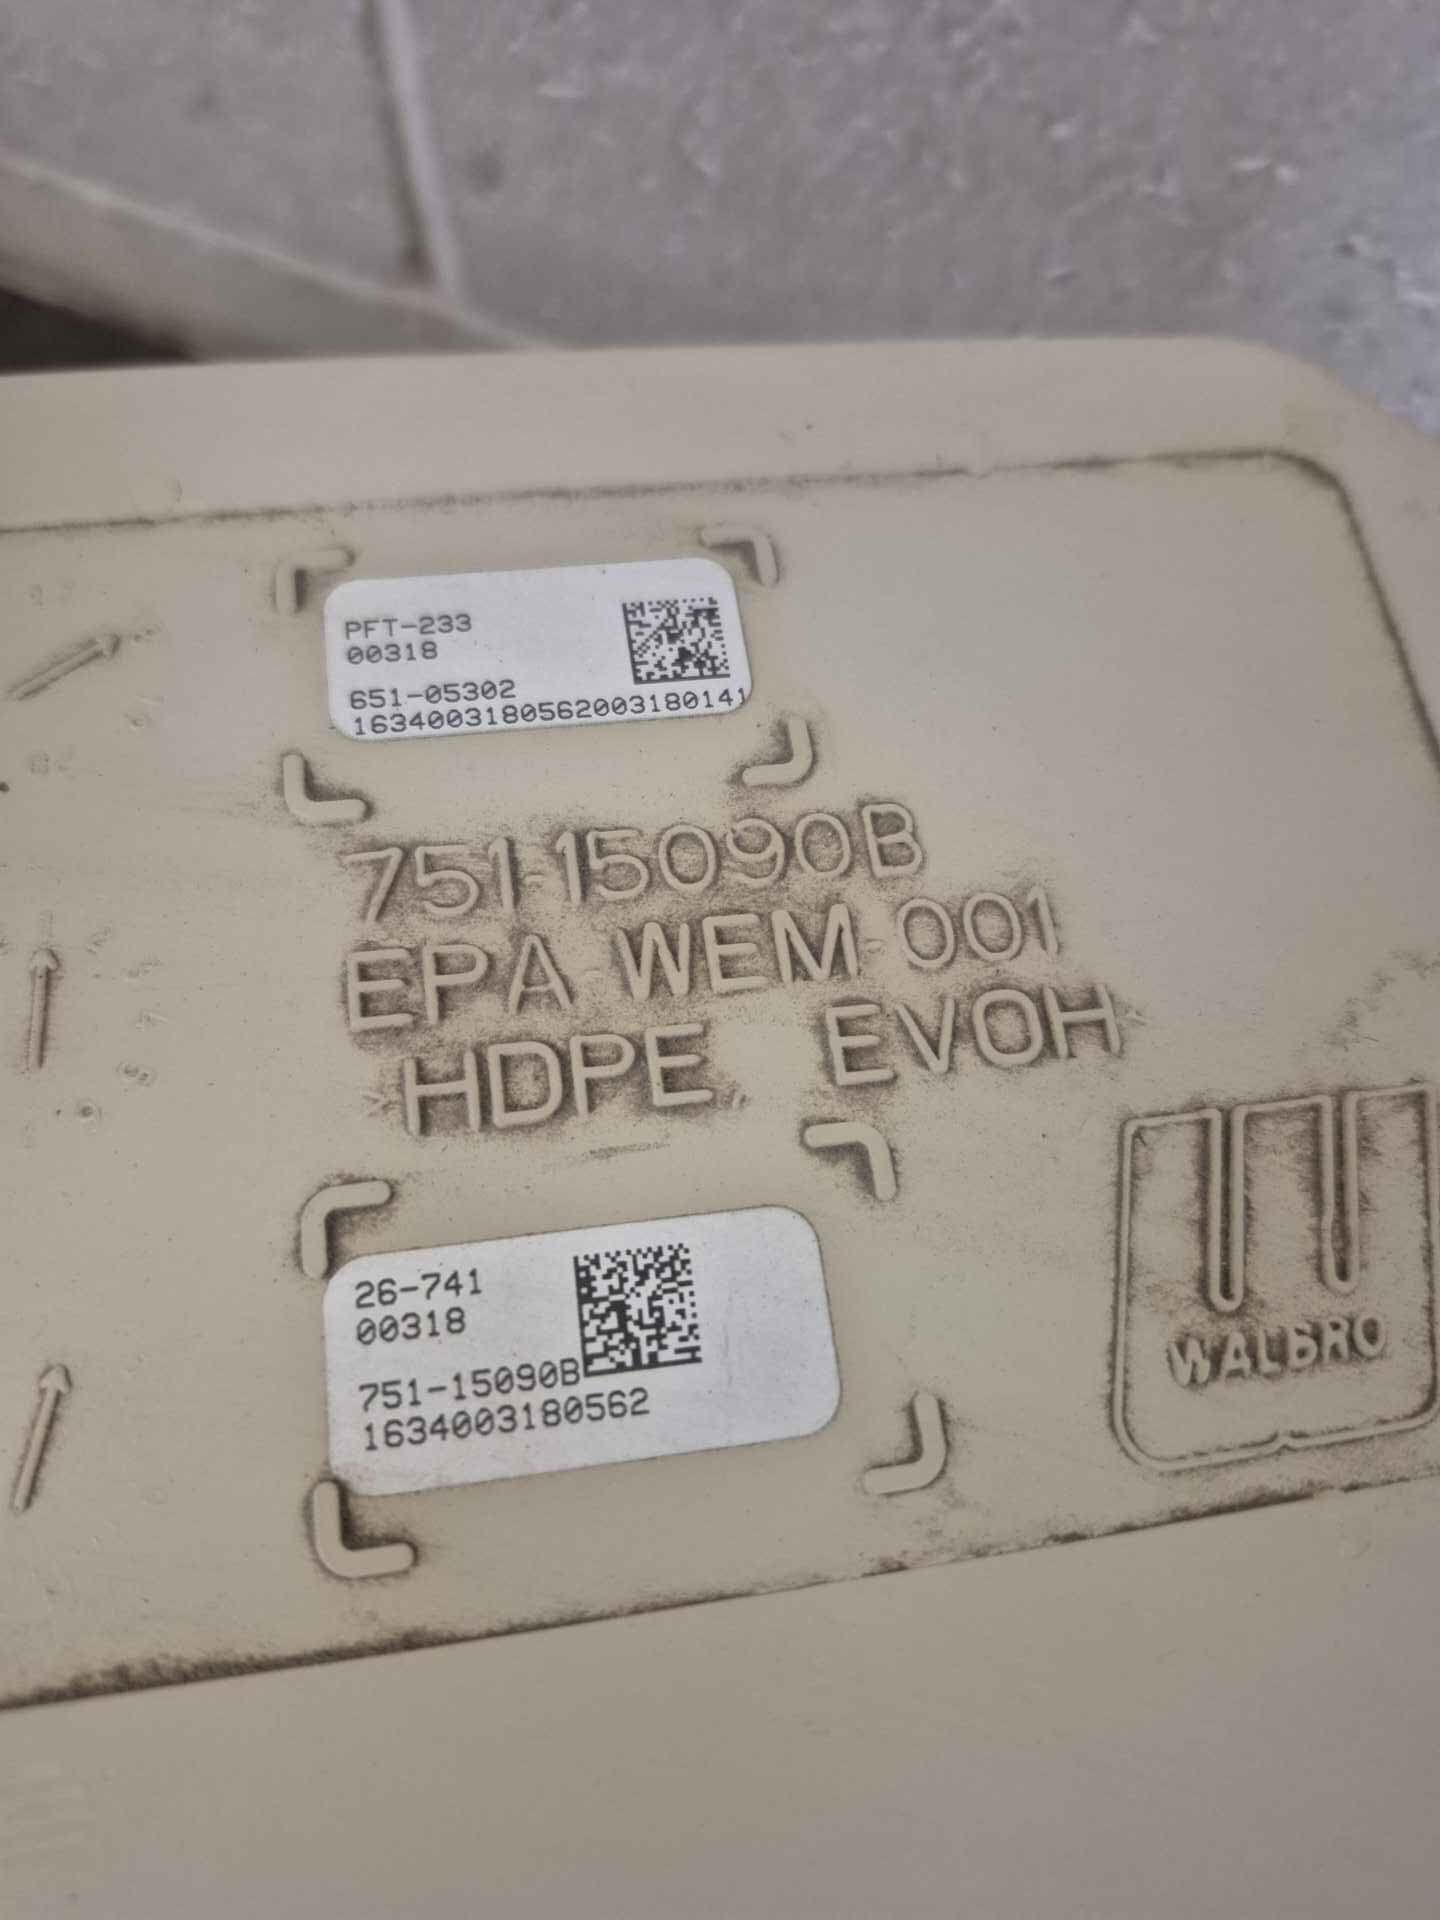 PFT-233
00318
651-05302
1634003180562003180141
751-15090B
EPA-WEM-001
>HDPE, EVOH<
26-741
00318
751-15090B
1634003180562
WALBRO